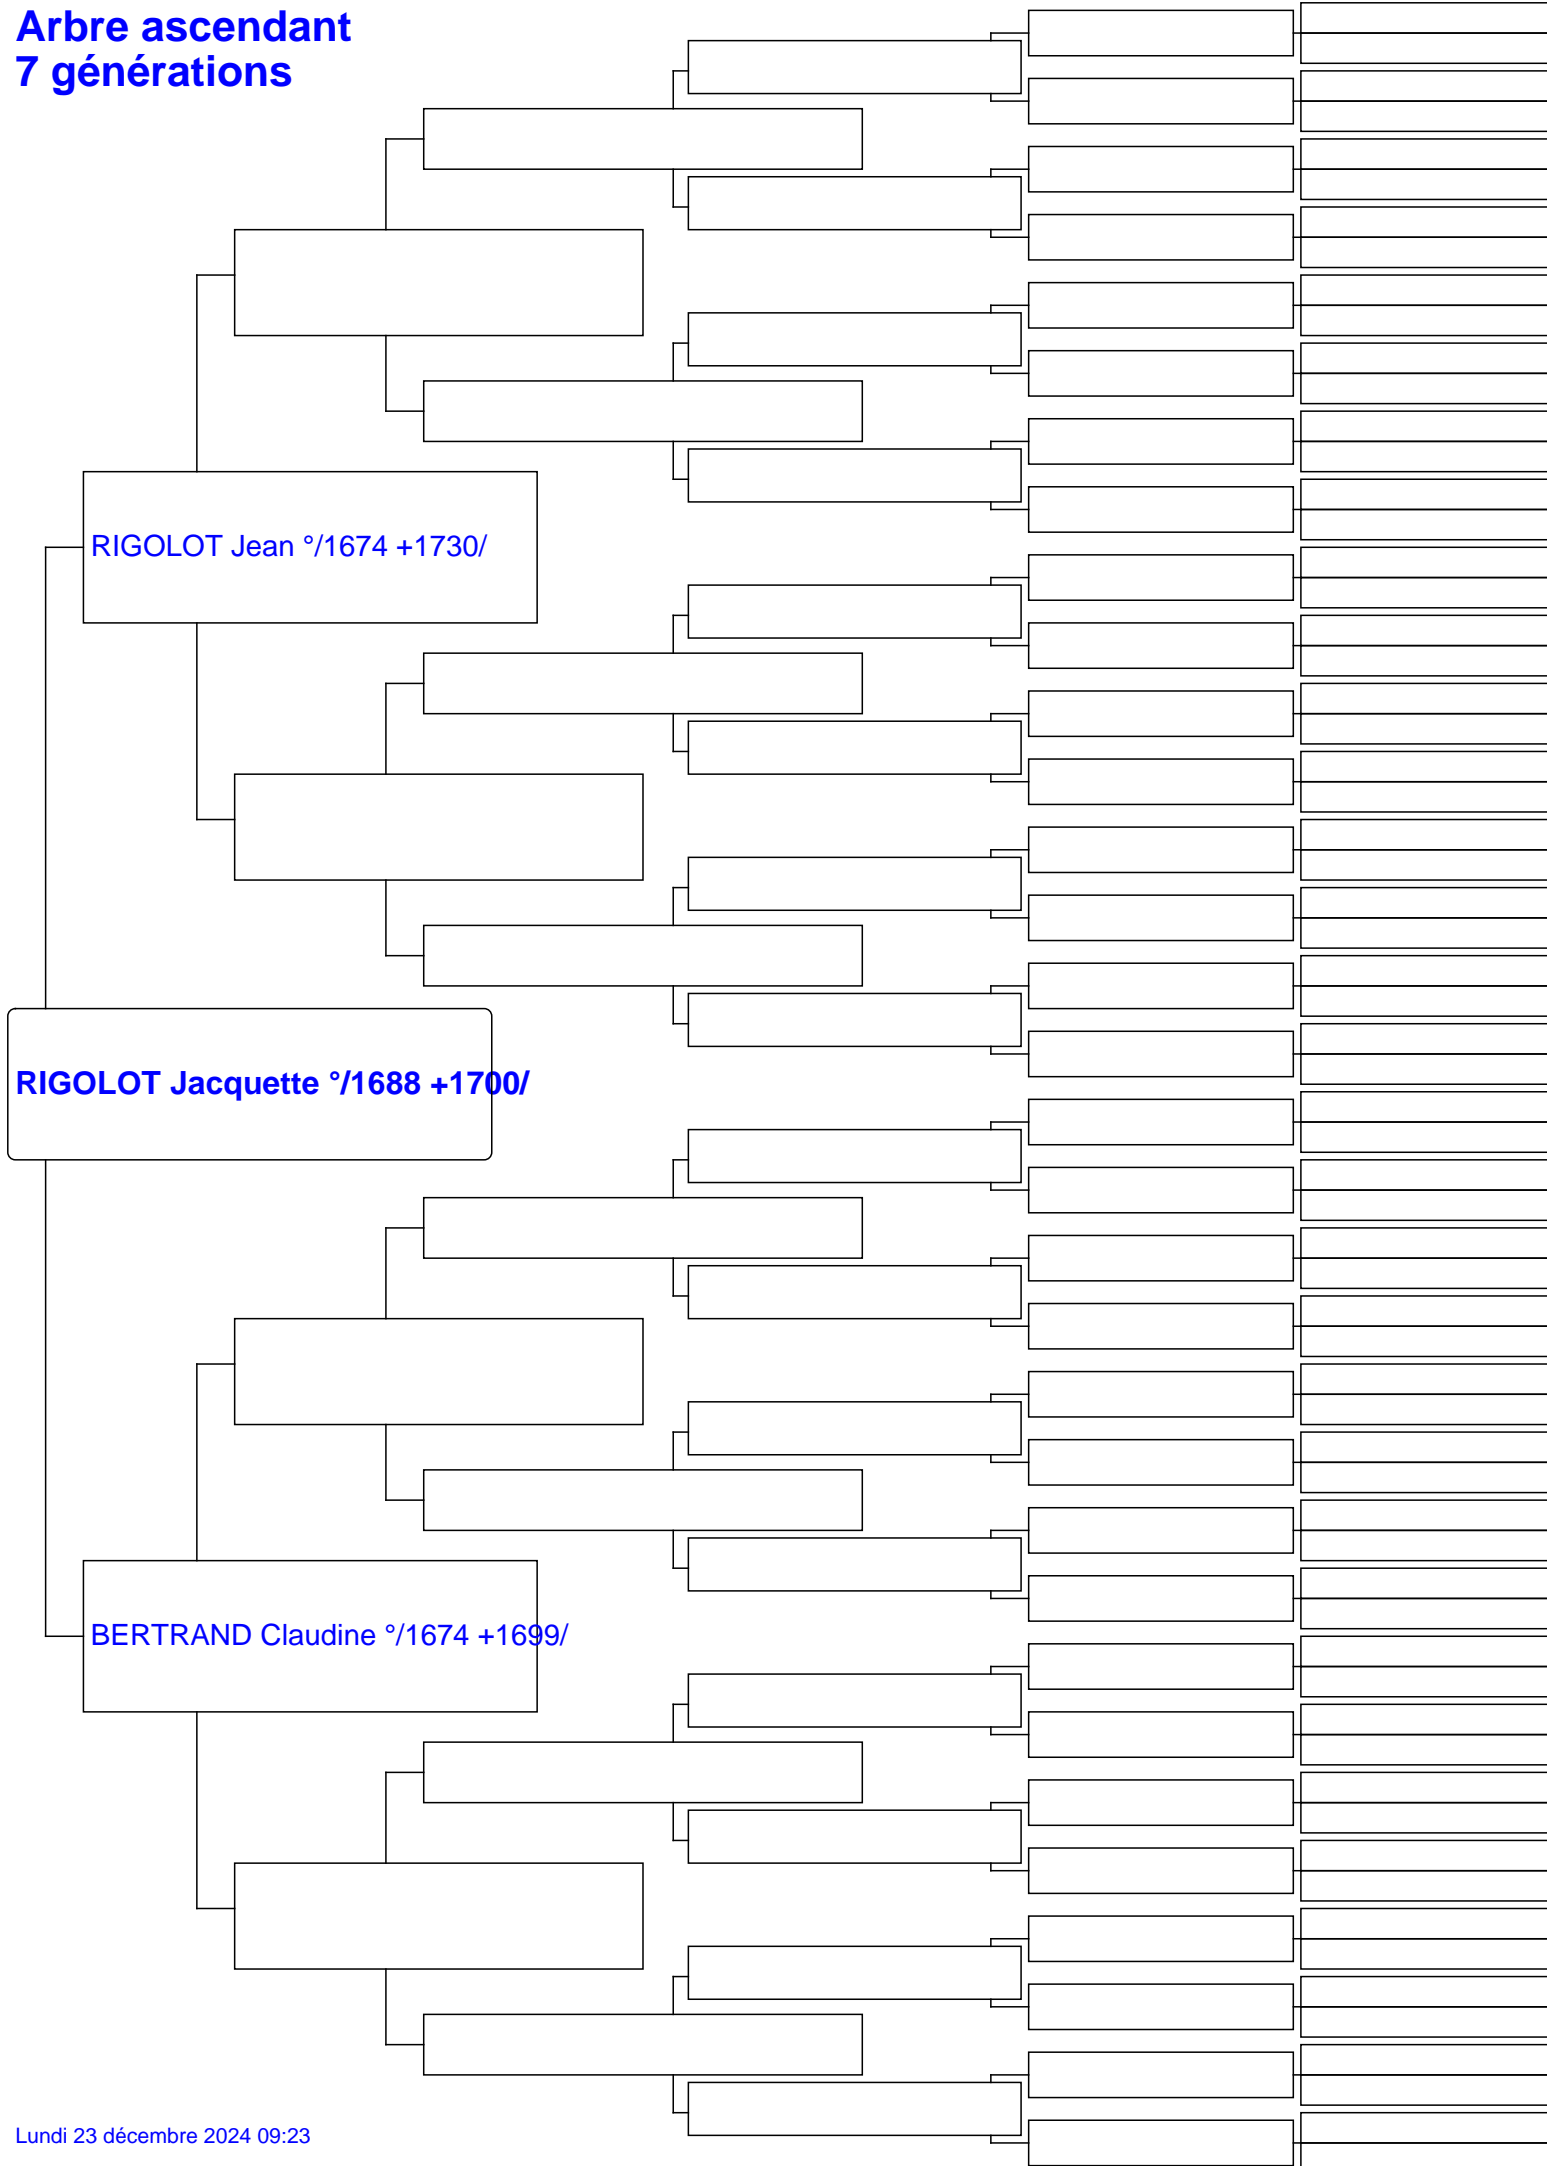 Arbre ascendant
7 générations
RIGOLOT Jean °/1674 +1730/
RIGOLOT Jacquette °/1688 +1700/
BERTRAND Claudine °/1674 +1699/
Lundi 23 décembre 2024 09:23